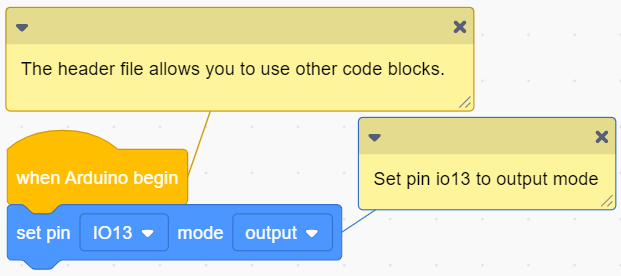 The header file allows you to use other code blocks.
when Arduino begin
Set pin io13 to output mode
set pin IO13 mode output